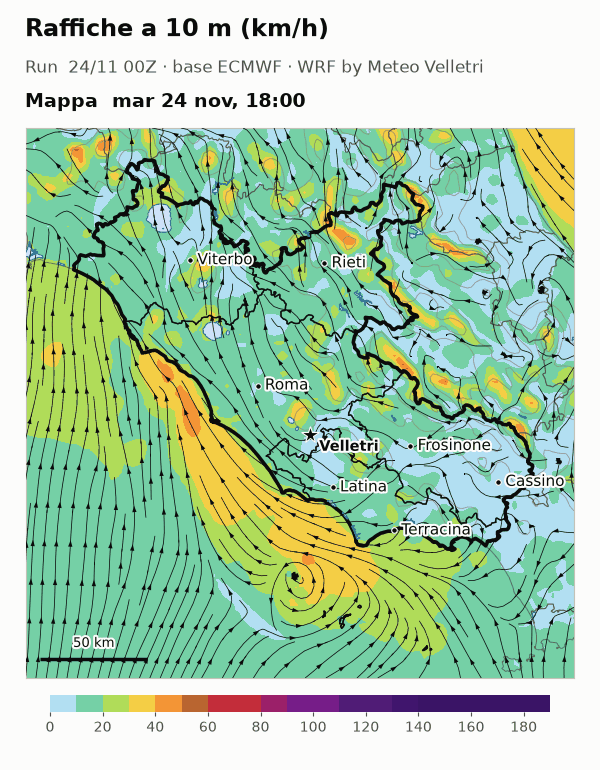 Raffiche a 10 m (km/h)
Run  24/11 00Z · base ECMWF · WRF by Meteo Velletri
Mappa  mar 24 nov, 18:00
Viterbo
Rieti
Roma
Velletri
Frosinone
Latina
Cassino
Terracina
50 km
0 20 40 60 80 100 120 140 160 180